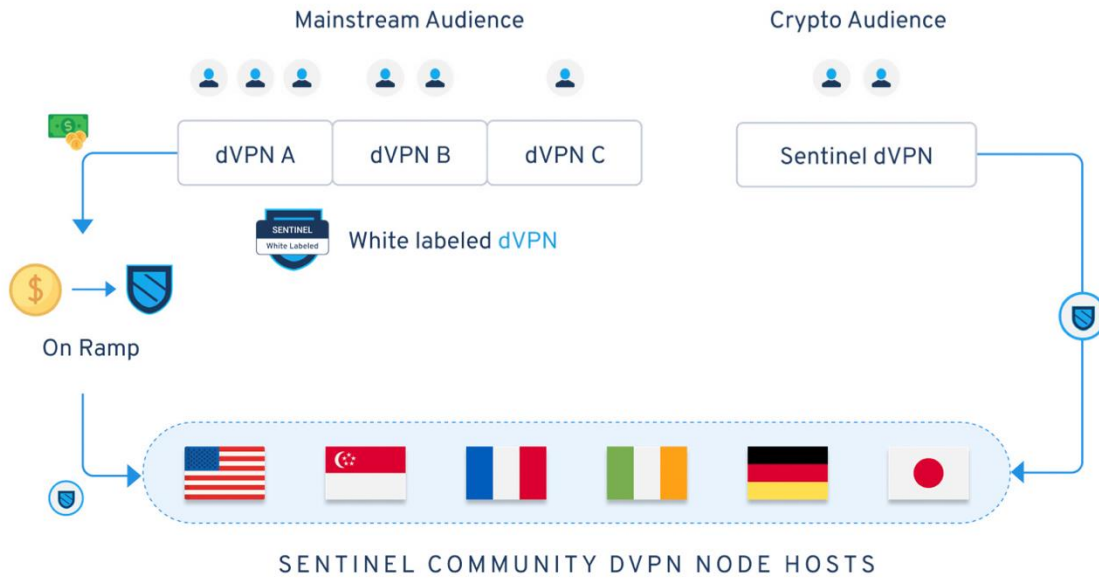 Mainstream Audience
Crypto Audience
dVPN A
dVPN B
dVPN C
Sentinel dVPN
SENTINEL
White Labeled
White labeled dVPN
$
$
On Ramp
SENTINEL COMMUNITY DVPN NODE HOSTS